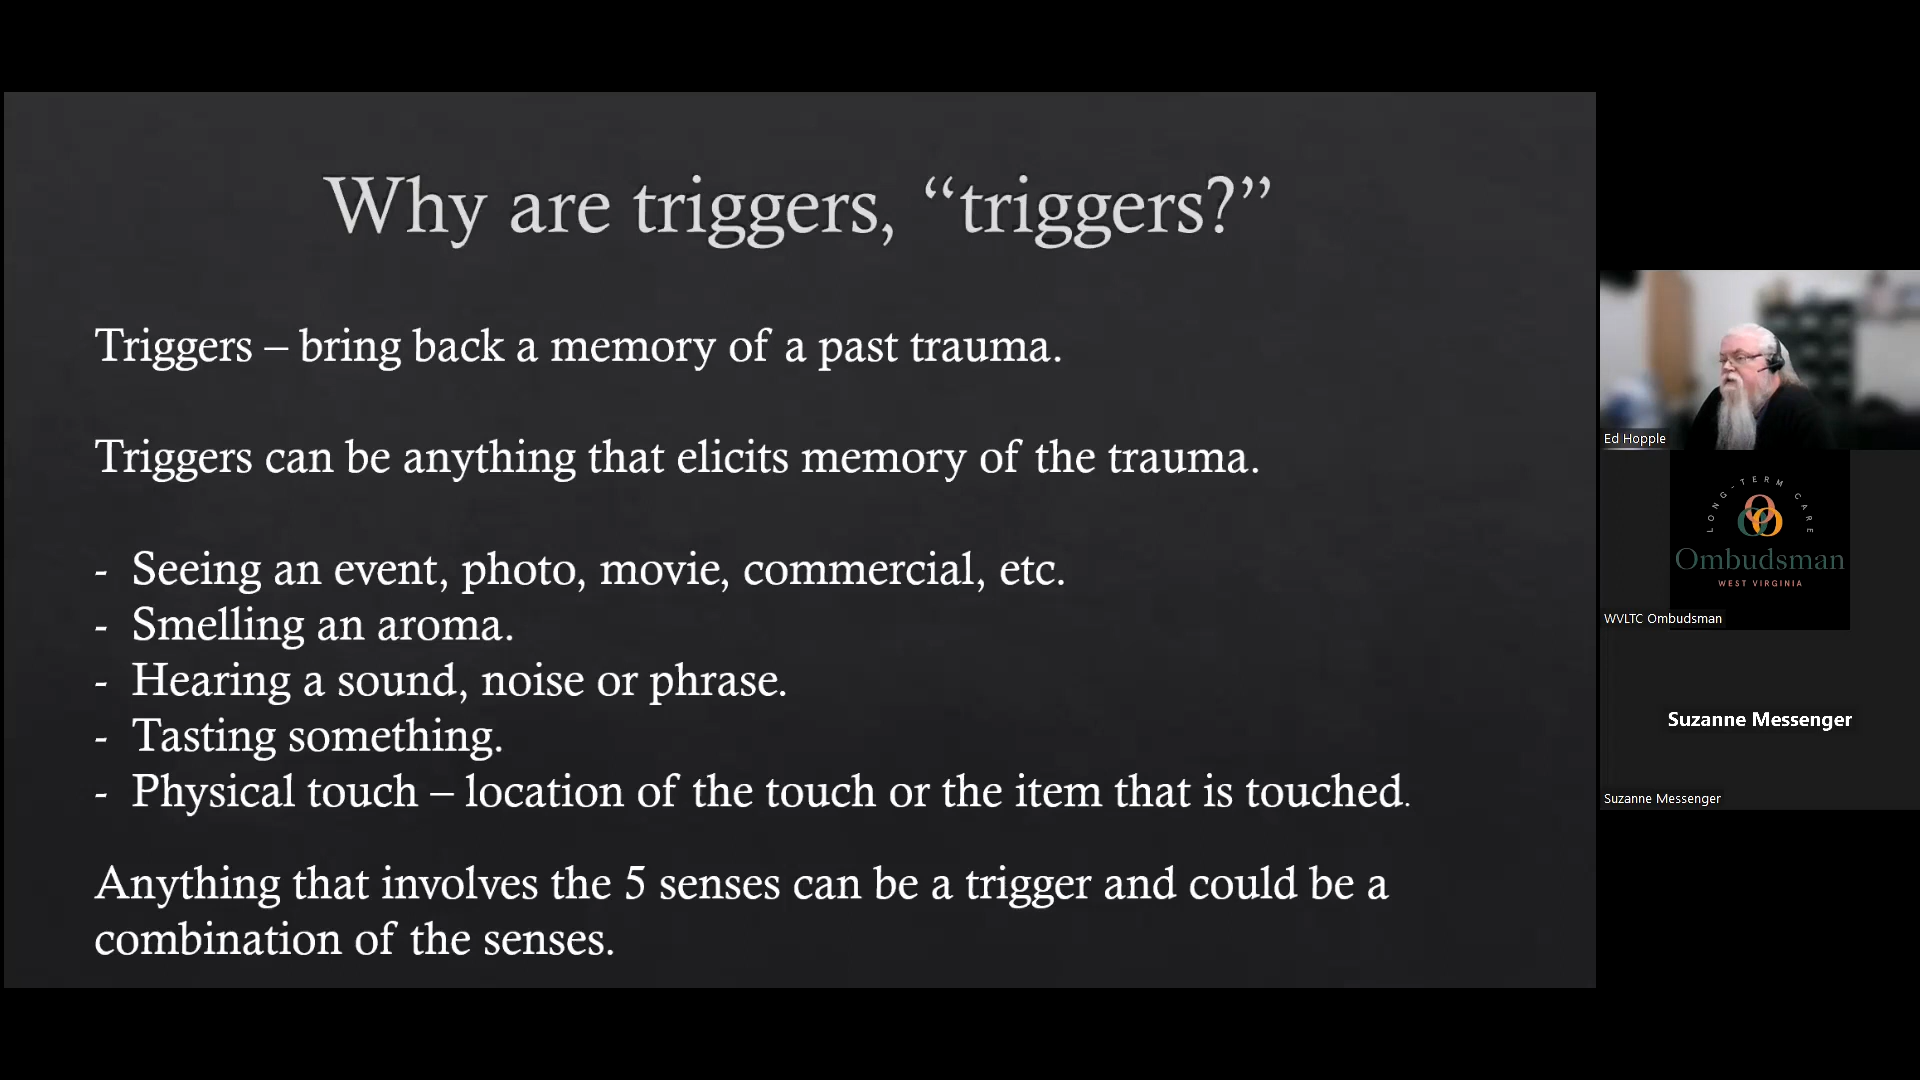 Why are triggers, “triggers?”
Triggers – bring back a memory of a past trauma.
Triggers can be anything that elicits memory of the trauma.
- Seeing an event, photo, movie, commercial, etc.
- Smelling an aroma.
- Hearing a sound, noise or phrase.
- Tasting something.
- Physical touch – location of the touch or the item that is touched.
Anything that involves the 5 senses can be a trigger and could be a
combination of the senses.
Ed Hopple
LONG-TERM CARE
Ombudsman
WEST VIRGINIA
WVLTC Ombudsman
Suzanne Messenger
Suzanne Messenger